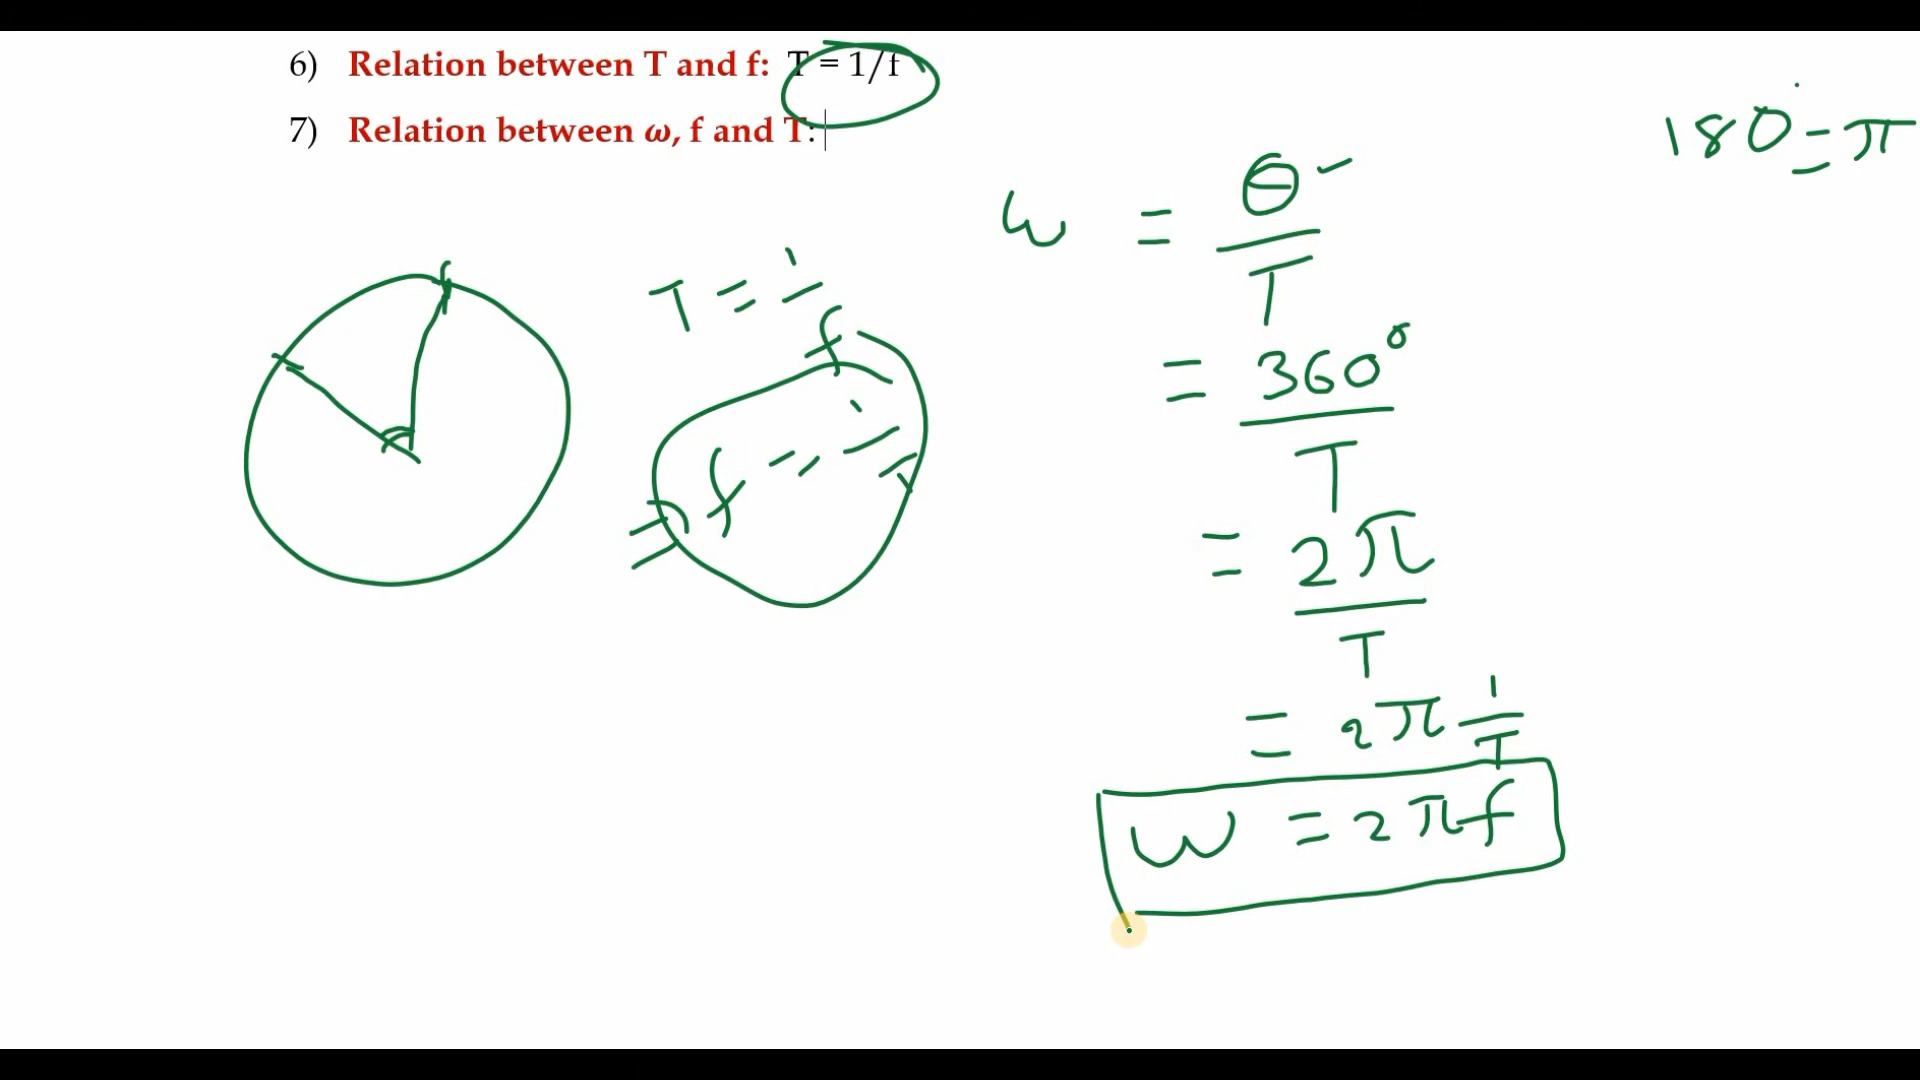 6) Relation between T and f: T = 1/f
7) Relation between ω, f and T:
180° = π
ω = θ/T
T = 1/f
= 360°/T
⇒ f = 1/T
= 2π/T
= 2π 1/T
ω = 2πf